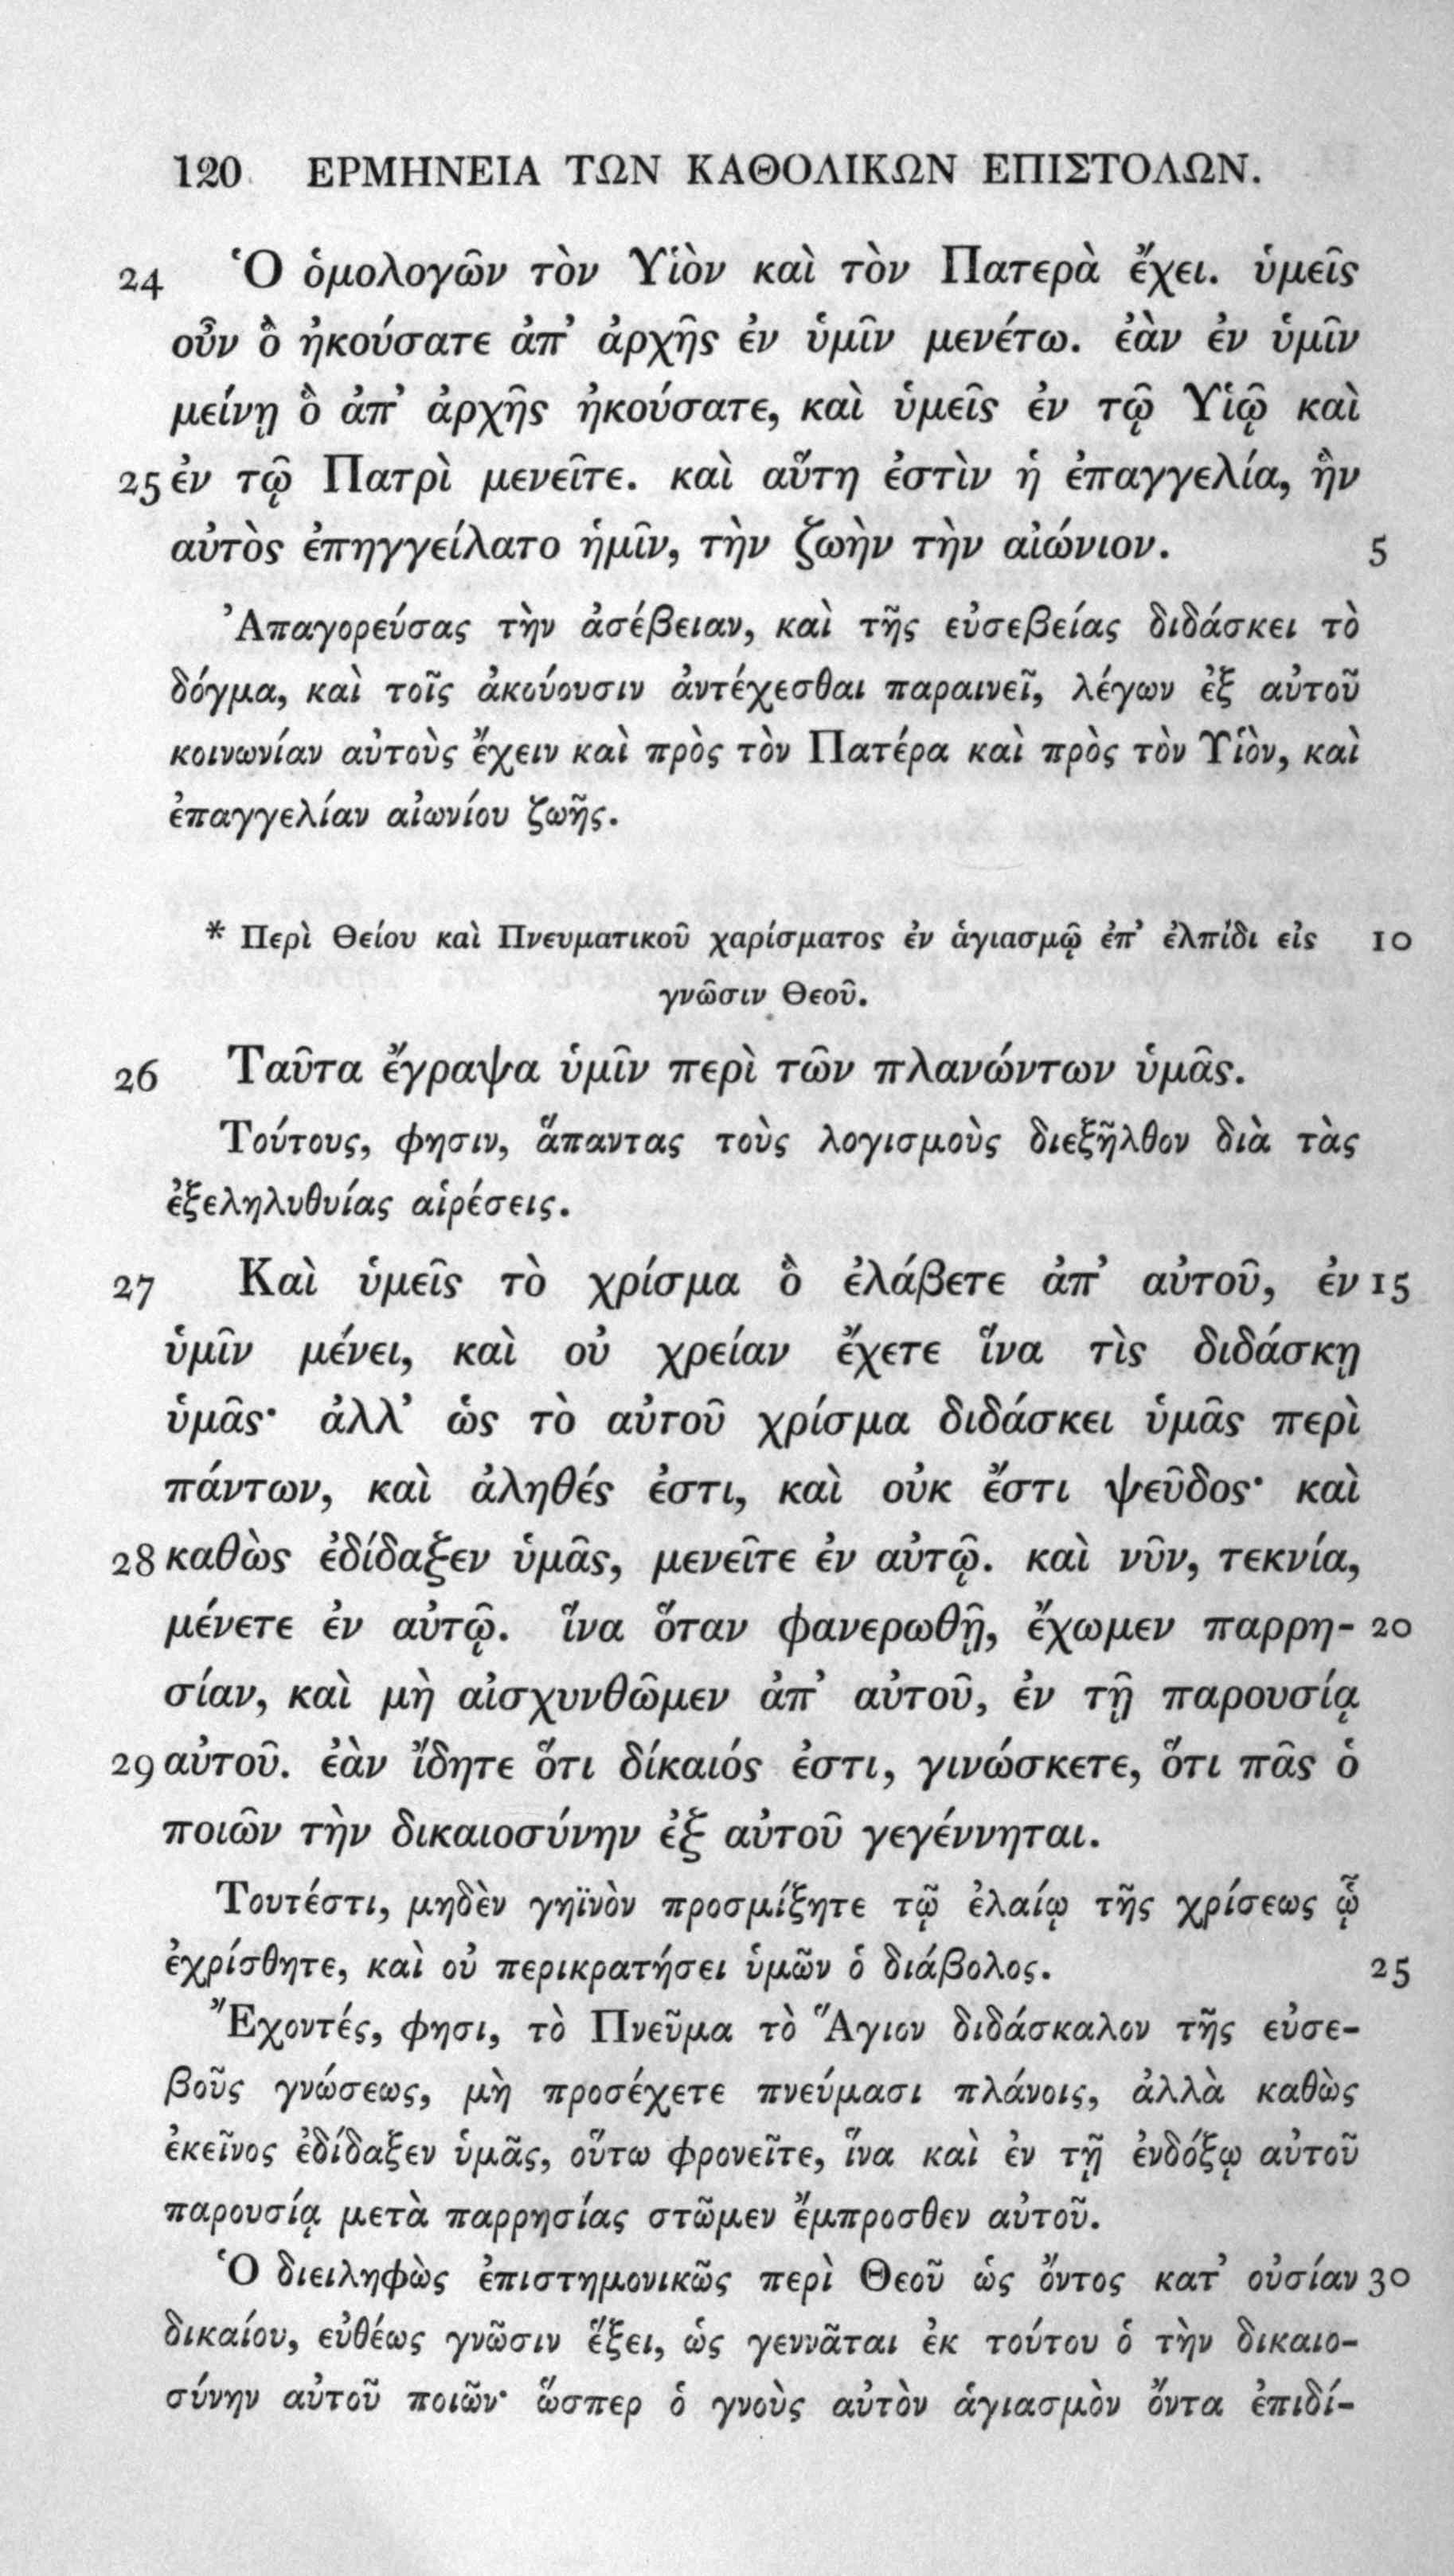 120 ΕΡΜΗΝΕΙΑ ΤΩΝ ΚΑΘΟΛΙΚΩΝ ΕΠΙΣΤΟΛΩΝ.
24 Ὁ ὁμολογῶν τὸν Υἱὸν καὶ τὸν Πατερὰ ἔχει. ὑμεῖς
οὖν ὃ ἠκούσατε ἀπ’ ἀρχῆς ἐν ὑμῖν μενέτω. ἐὰν ἐν ὑμῖν
μείνῃ ὃ ἀπ’ ἀρχῆς ἠκούσατε, καὶ ὑμεῖς ἐν τῷ Υἱῷ καὶ
25 ἐν τῷ Πατρὶ μενεῖτε. καὶ αὕτη ἐστὶν ἡ ἐπαγγελία, ἣν
αὐτὸς ἐπηγγείλατο ἡμῖν, τὴν ζωὴν τὴν αἰώνιον. 5
Ἀπαγορεύσας τὴν ἀσέβειαν, καὶ τῆς εὐσεβείας διδάσκει τὸ
δόγμα, καὶ τοῖς ἀκούουσιν ἀντέχεσθαι παραινεῖ, λέγων ἐξ αὐτοῦ
κοινωνίαν αὐτοὺς ἔχειν καὶ πρὸς τὸν Πατέρα καὶ πρὸς τὸν Υἱὸν, καὶ
ἐπαγγελίαν αἰωνίου ζωῆς.
* Περὶ Θείου καὶ Πνευματικοῦ χαρίσματος ἐν ἁγιασμῷ ἐπ’ ἐλπίδι εἰς 10
γνῶσιν Θεοῦ.
26 Ταῦτα ἔγραψα ὑμῖν περὶ τῶν πλανώντων ὑμᾶς.
Τούτους, φησιν, ἅπαντας τοὺς λογισμοὺς διεξῆλθον διὰ τὰς
ἐξεληλυθυίας αἱρέσεις.
27 Καὶ ὑμεῖς τὸ χρίσμα ὃ ἐλάβετε ἀπ’ αὐτοῦ, ἐν 15
ὑμῖν μένει, καὶ οὐ χρείαν ἔχετε ἵνα τὶς διδάσκῃ
ὑμᾶς· ἀλλ’ ὡς τὸ αὐτοῦ χρίσμα διδάσκει ὑμᾶς περὶ
πάντων, καὶ ἀληθές ἐστι, καὶ οὐκ ἔστι ψεῦδος· καὶ
28 καθὼς ἐδίδαξεν ὑμᾶς, μενεῖτε ἐν αὐτῷ. καὶ νῦν, τεκνία,
μένετε ἐν αὐτῷ. ἵνα ὅταν φανερωθῇ, ἔχωμεν παρρη- 20
σίαν, καὶ μὴ αἰσχυνθῶμεν ἀπ’ αὐτοῦ, ἐν τῇ παρουσίᾳ
29 αὐτοῦ. ἐὰν ἴδητε ὅτι δίκαιός ἐστι, γινώσκετε, ὅτι πᾶς ὁ
ποιῶν τὴν δικαιοσύνην ἐξ αὐτοῦ γεγέννηται.
Τουτέστι, μηδὲν γηϊνὸν προσμίξητε τῷ ἐλαίῳ τῆς χρίσεως ᾧ
ἐχρίσθητε, καὶ οὐ περικρατήσει ὑμῶν ὁ διάβολος. 25
Ἔχοντές, φησι, τὸ Πνεῦμα τὸ Ἅγιον διδάσκαλον τῆς εὐσε-
βοῦς γνώσεως, μὴ προσέχετε πνεύμασι πλάνοις, ἀλλὰ καθὼς
ἐκεῖνος ἐδίδαξεν ὑμᾶς, οὕτω φρονεῖτε, ἵνα καὶ ἐν τῇ ἐνδόξῳ αὐτοῦ
παρουσίᾳ μετὰ παρρησίας στῶμεν ἔμπροσθεν αὐτοῦ.
Ὁ διειληφὼς ἐπιστημονικῶς περὶ Θεοῦ ὡς ὄντος κατ’ οὐσίαν 30
δικαίου, εὐθέως γνῶσιν ἕξει, ὡς γεννᾶται ἐκ τούτου ὁ τὴν δικαιο-
σύνην αὐτοῦ ποιῶν· ὥσπερ ὁ γνοὺς αὐτὸν ἁγιασμὸν ὄντα ἐπιδί-